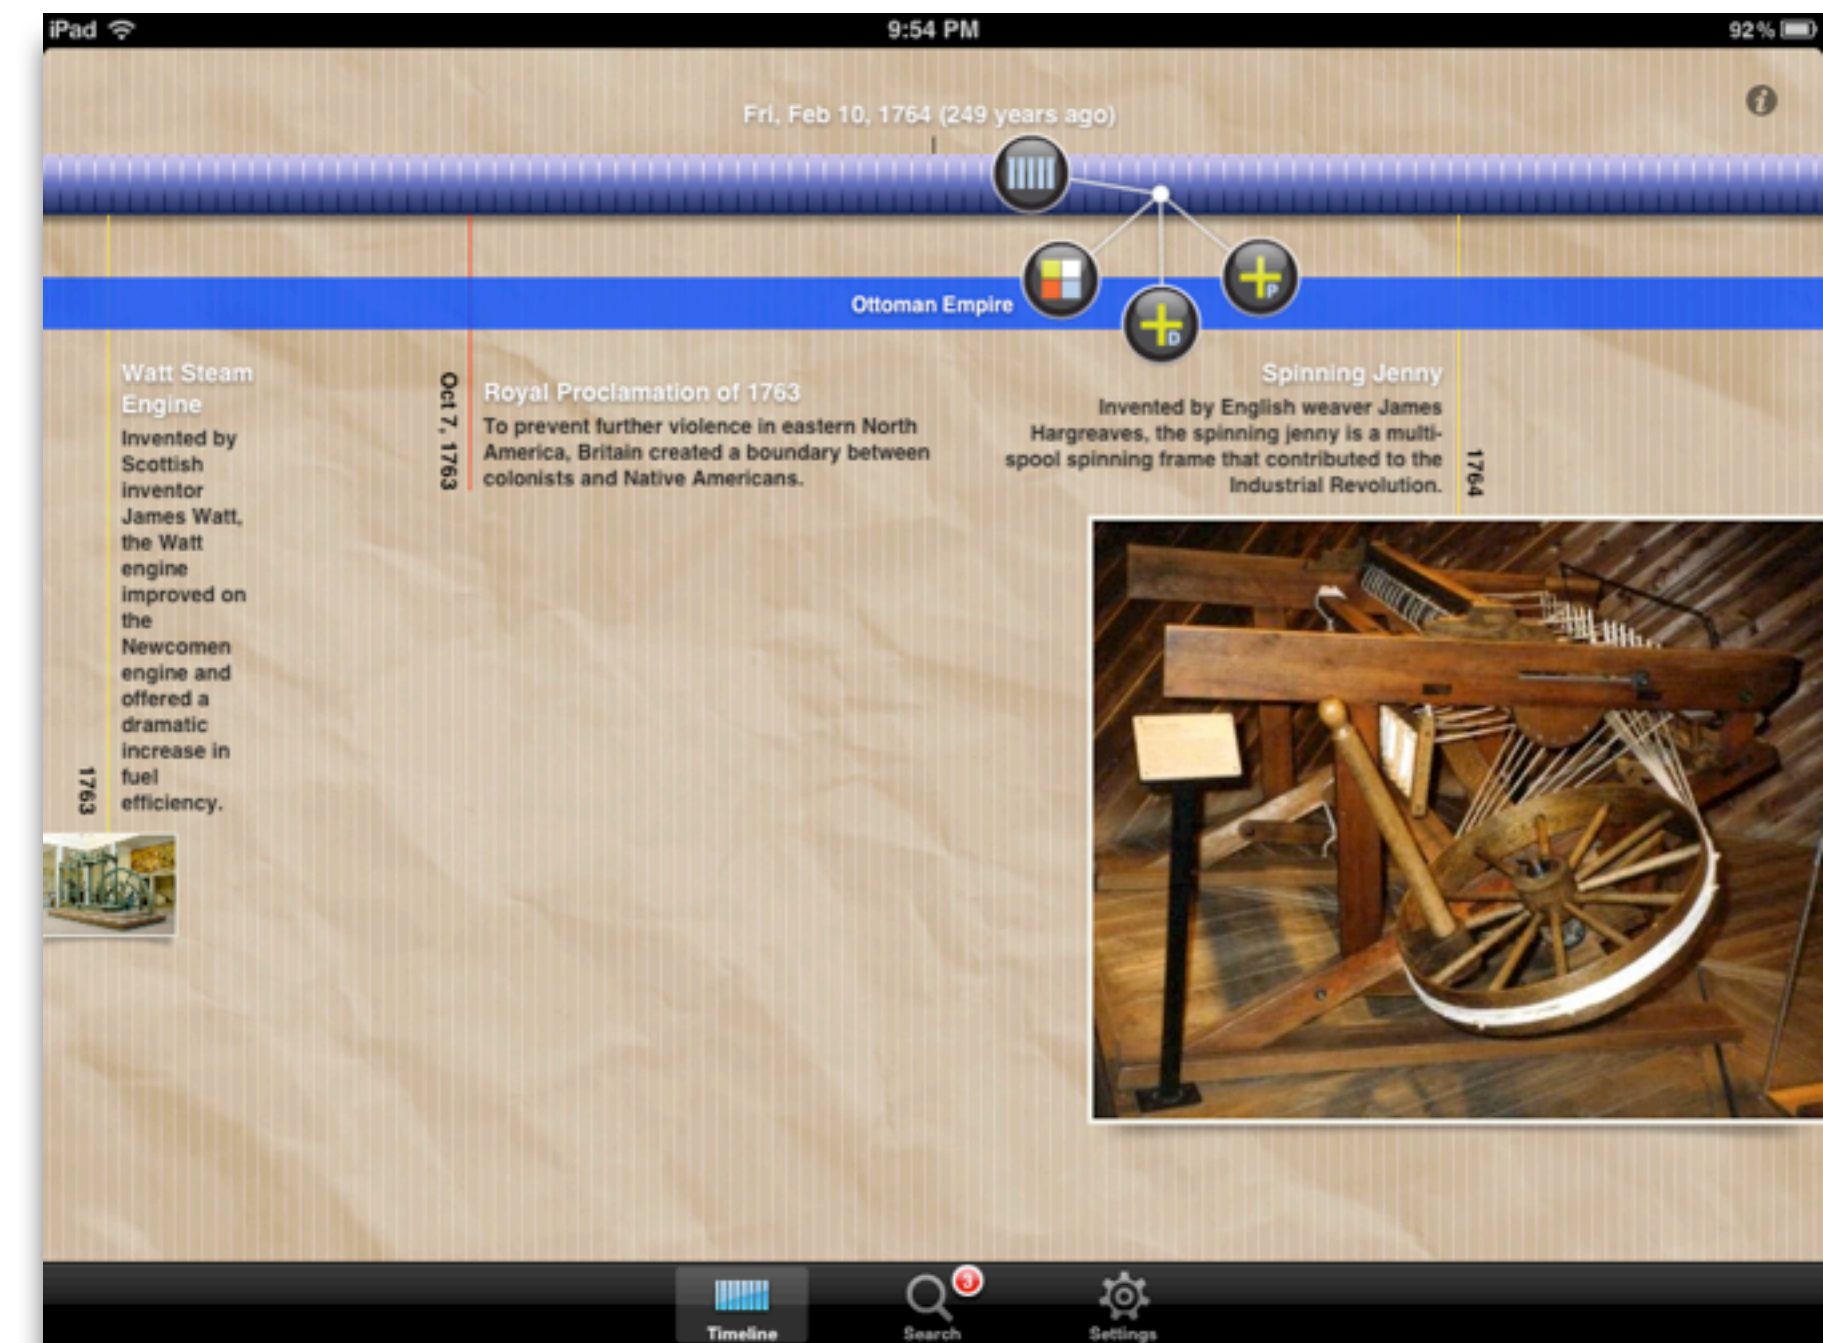 iPad
9:54 PM
92%
Fri, Feb 10, 1764 (249 years ago)
Ottoman Empire
P
D
Watt Steam
Engine
Invented by
Scottish
inventor
James Watt,
the Watt
engine
improved on
the
Newcomen
engine and
offered a
dramatic
increase in
fuel
efficiency.
1763
Oct 7, 1763
Royal Proclamation of 1763
To prevent further violence in eastern North
America, Britain created a boundary between
colonists and Native Americans.
Spinning Jenny
Invented by English weaver James
Hargreaves, the spinning jenny is a multi-
spool spinning frame that contributed to the
Industrial Revolution.
1764
3
Timeline
Search
Settings